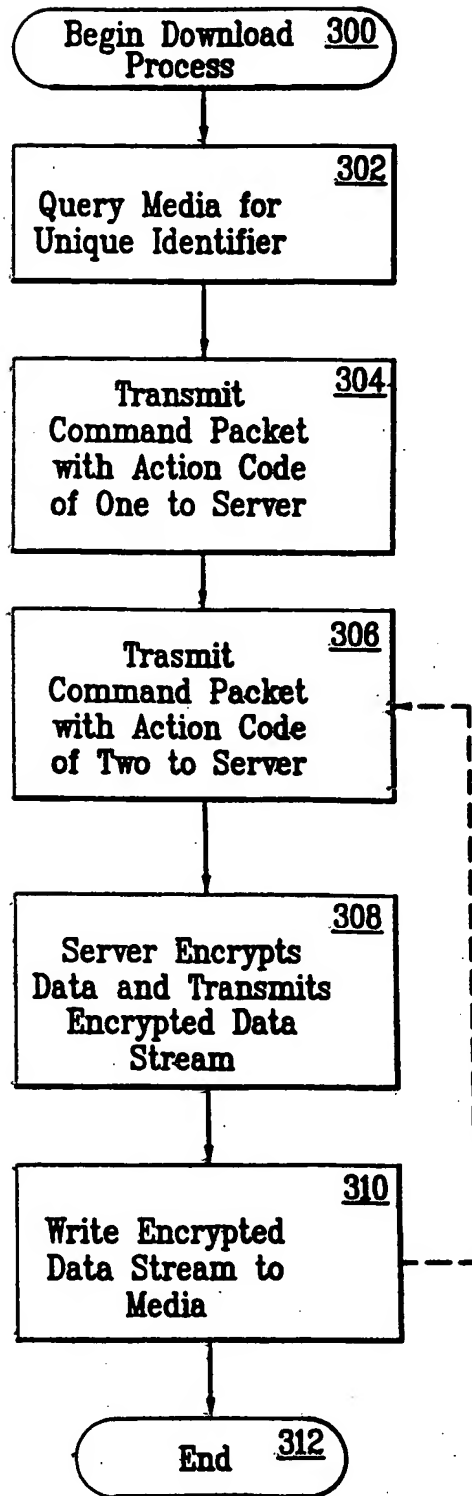 Begin Download 300
Process
302
Query Media for
Unique Identifier
304
Transmit
Command Packet
with Action Code
of One to Server
306
Trasmit
Command Packet
with Action Code
of Two to Server
308
Server Encrypts
Data and Transmits
Encrypted Data
Stream
310
Write Encrypted
Data Stream to
Media
End 312